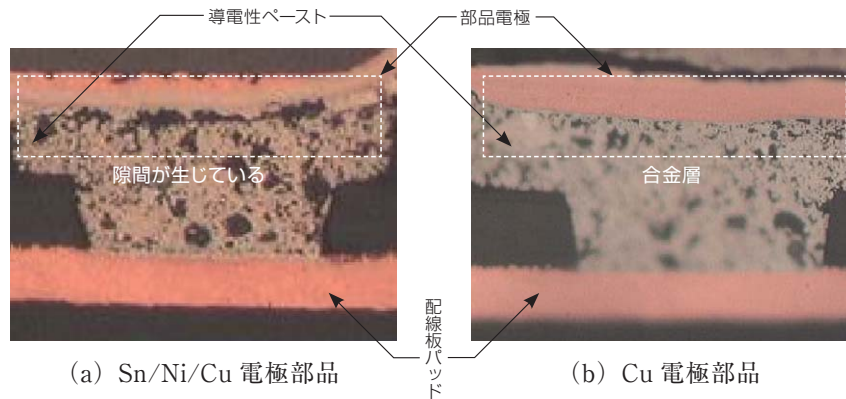 導電性ペースト
部品電極
隙間が生じている
合金層
配線板パッド
(a) Sn/Ni/Cu 電極部品
(b) Cu 電極部品